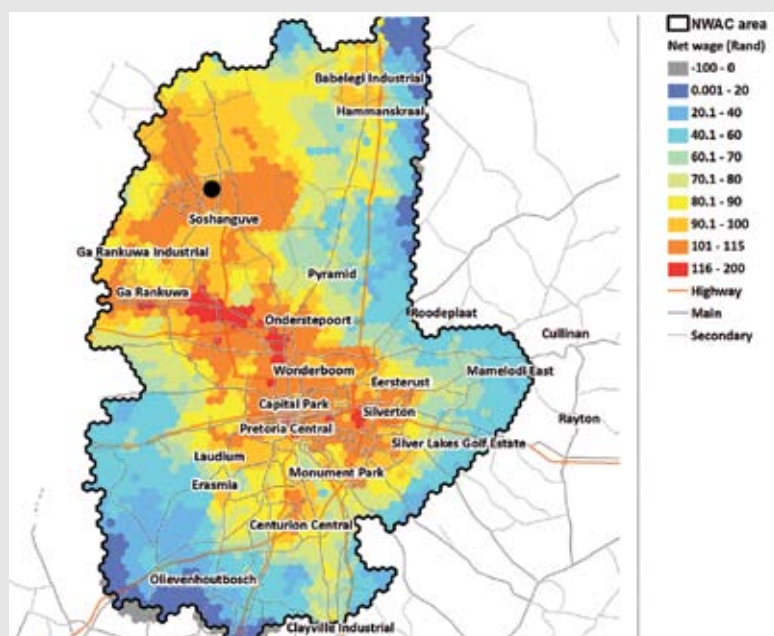 Babelegi Industrial
Hammanskraal
Soshanguve
Ga Rankuwa Industrial
Pyramid
Ga Rankuwa
Onderstepoort
Roodeplaat
Cullinan
Wonderboom
Eersterust
Mamelodi East
Capital Park
Silverton
Rayton
Pretoria Central
Silver Lakes Golf Estate
Laudium
Monument Park
Erasmia
Centurion Central
Olievenhoutbosch
Clayville Industrial
NWAC area
Net wage (Rand)
-100 - 0
0.001 - 20
20.1 - 40
40.1 - 60
60.1 - 70
70.1 - 80
80.1 - 90
90.1 - 100
101 - 115
116 - 200
Highway
Main
Secondary